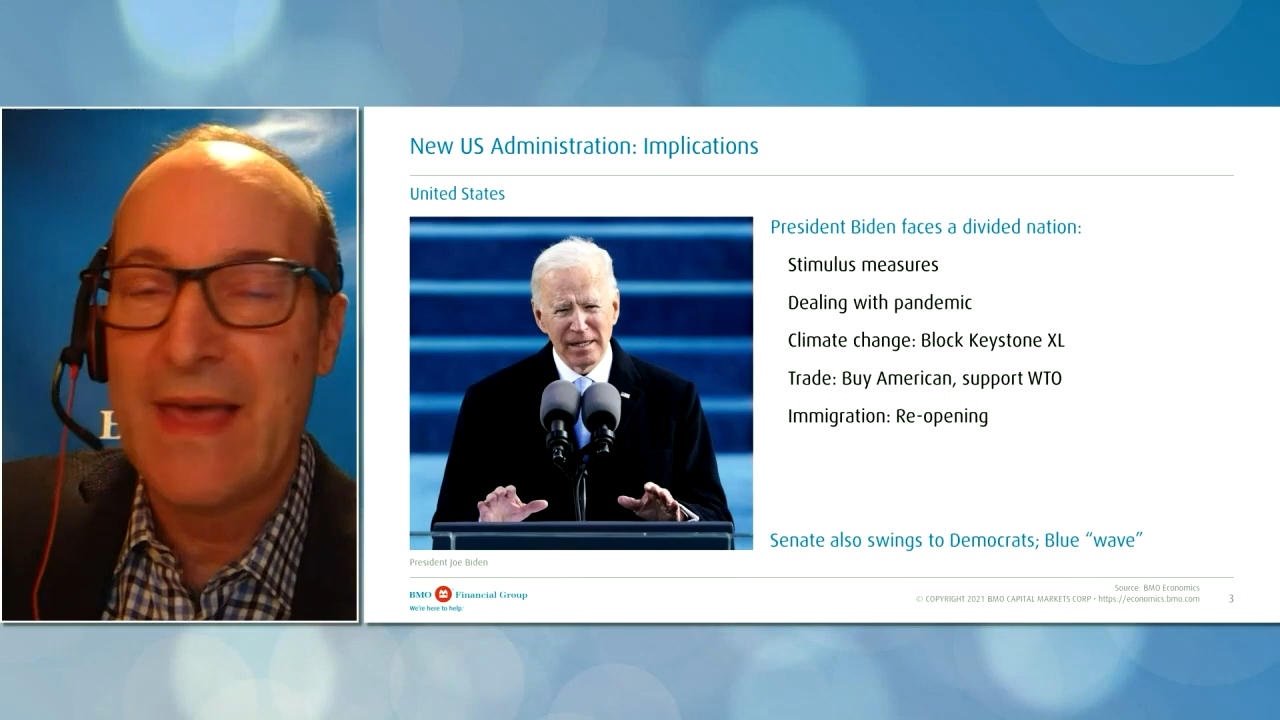 New US Administration: Implications
United States
President Biden faces a divided nation:
Stimulus measures
Dealing with pandemic
Climate change: Block Keystone XL
Trade: Buy American, support WTO
Immigration: Re-opening
Senate also swings to Democrats; Blue “wave”
President Joe Biden
BMO Financial Group
We're here to help.
Source: BMO Economics
© COPYRIGHT 2021 BMO CAPITAL MARKETS CORP • https://economics.bmo.com
3